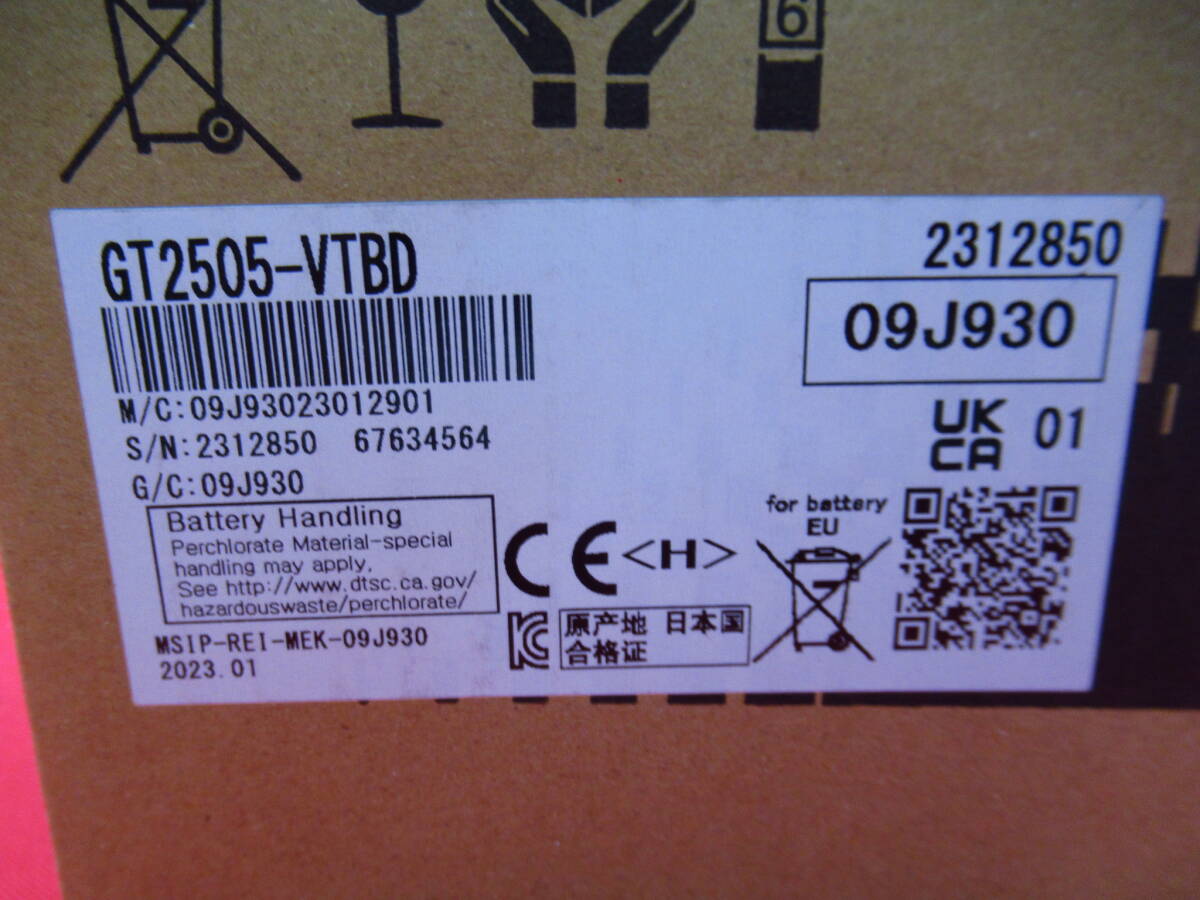 6
GT2505-VTBD
2312850
09J930
M/C:09J93023012901
S/N:2312850 67634564
G/C:09J930
UK
CA 01
Battery Handling
Perchlorate Material-special
handling may apply.
See http://www.dtsc.ca.gov/
hazardouswaste/perchlorate/
CE <H>
for battery
EU
KC
原产地 日本国
合格证
MSIP-REI-MEK-09J930
2023.01